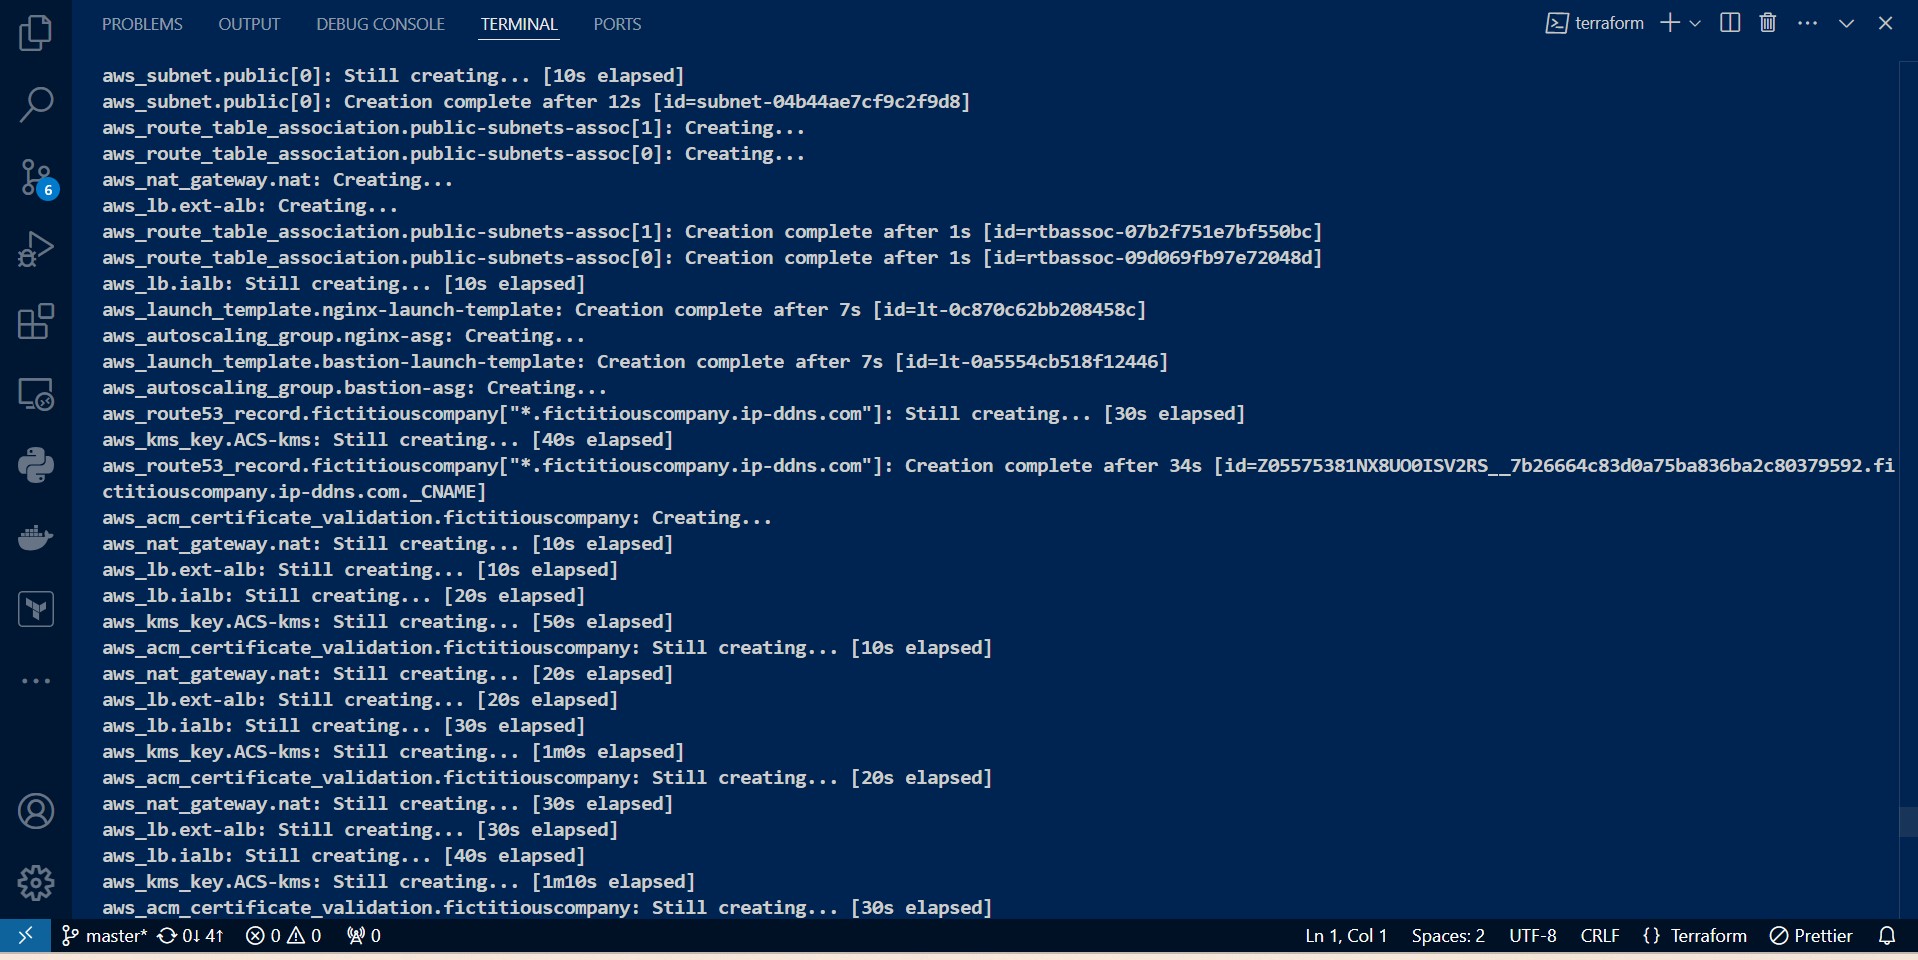 PROBLEMS OUTPUT DEBUG CONSOLE TERMINAL PORTS terraform
aws_subnet.public[0]: Still creating... [10s elapsed]
aws_subnet.public[0]: Creation complete after 12s [id=subnet-04b44ae7cf9c2f9d8]
aws_route_table_association.public-subnets-assoc[1]: Creating...
aws_route_table_association.public-subnets-assoc[0]: Creating...
aws_nat_gateway.nat: Creating...
aws_lb.ext-alb: Creating...
aws_route_table_association.public-subnets-assoc[1]: Creation complete after 1s [id=rtbassoc-07b2f751e7bf550bc]
aws_route_table_association.public-subnets-assoc[0]: Creation complete after 1s [id=rtbassoc-09d069fb97e72048d]
aws_lb.ialb: Still creating... [10s elapsed]
aws_launch_template.nginx-launch-template: Creation complete after 7s [id=lt-0c870c62bb208458c]
aws_autoscaling_group.nginx-asg: Creating...
aws_launch_template.bastion-launch-template: Creation complete after 7s [id=lt-0a5554cb518f12446]
aws_autoscaling_group.bastion-asg: Creating...
aws_route53_record.fictitiouscompany["*.fictitiouscompany.ip-ddns.com"]: Still creating... [30s elapsed]
aws_kms_key.ACS-kms: Still creating... [40s elapsed]
aws_route53_record.fictitiouscompany["*.fictitiouscompany.ip-ddns.com"]: Creation complete after 34s [id=Z05575381NX8UO0ISV2RS__7b26664c83d0a75ba836ba2c80379592.fi
ctitiouscompany.ip-ddns.com._CNAME]
aws_acm_certificate_validation.fictitiouscompany: Creating...
aws_nat_gateway.nat: Still creating... [10s elapsed]
aws_lb.ext-alb: Still creating... [10s elapsed]
aws_lb.ialb: Still creating... [20s elapsed]
aws_kms_key.ACS-kms: Still creating... [50s elapsed]
aws_acm_certificate_validation.fictitiouscompany: Still creating... [10s elapsed]
aws_nat_gateway.nat: Still creating... [20s elapsed]
aws_lb.ext-alb: Still creating... [20s elapsed]
aws_lb.ialb: Still creating... [30s elapsed]
aws_kms_key.ACS-kms: Still creating... [1m0s elapsed]
aws_acm_certificate_validation.fictitiouscompany: Still creating... [20s elapsed]
aws_nat_gateway.nat: Still creating... [30s elapsed]
aws_lb.ext-alb: Still creating... [30s elapsed]
aws_lb.ialb: Still creating... [40s elapsed]
aws_kms_key.ACS-kms: Still creating... [1m10s elapsed]
aws_acm_certificate_validation.fictitiouscompany: Still creating... [30s elapsed]
6
master* 0↓ 4↑ 0 0 0 Ln 1, Col 1 Spaces: 2 UTF-8 CRLF {} Terraform Prettier